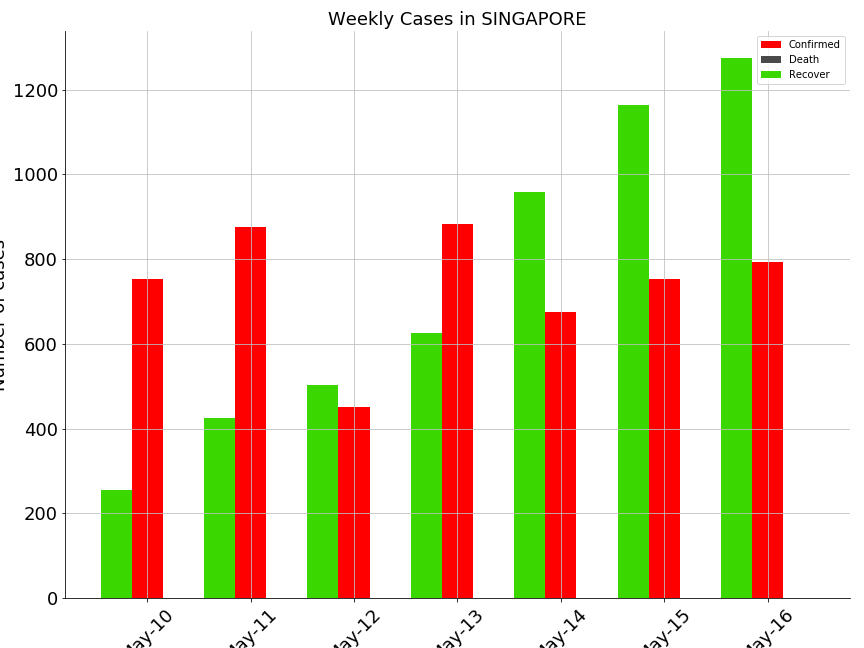 Weekly Cases in SINGAPORE
Confirmed
Death
Recover
1200
1000
800
600
400
200
0
Number of cases
May-10
May-11
May-12
May-13
May-14
May-15
May-16